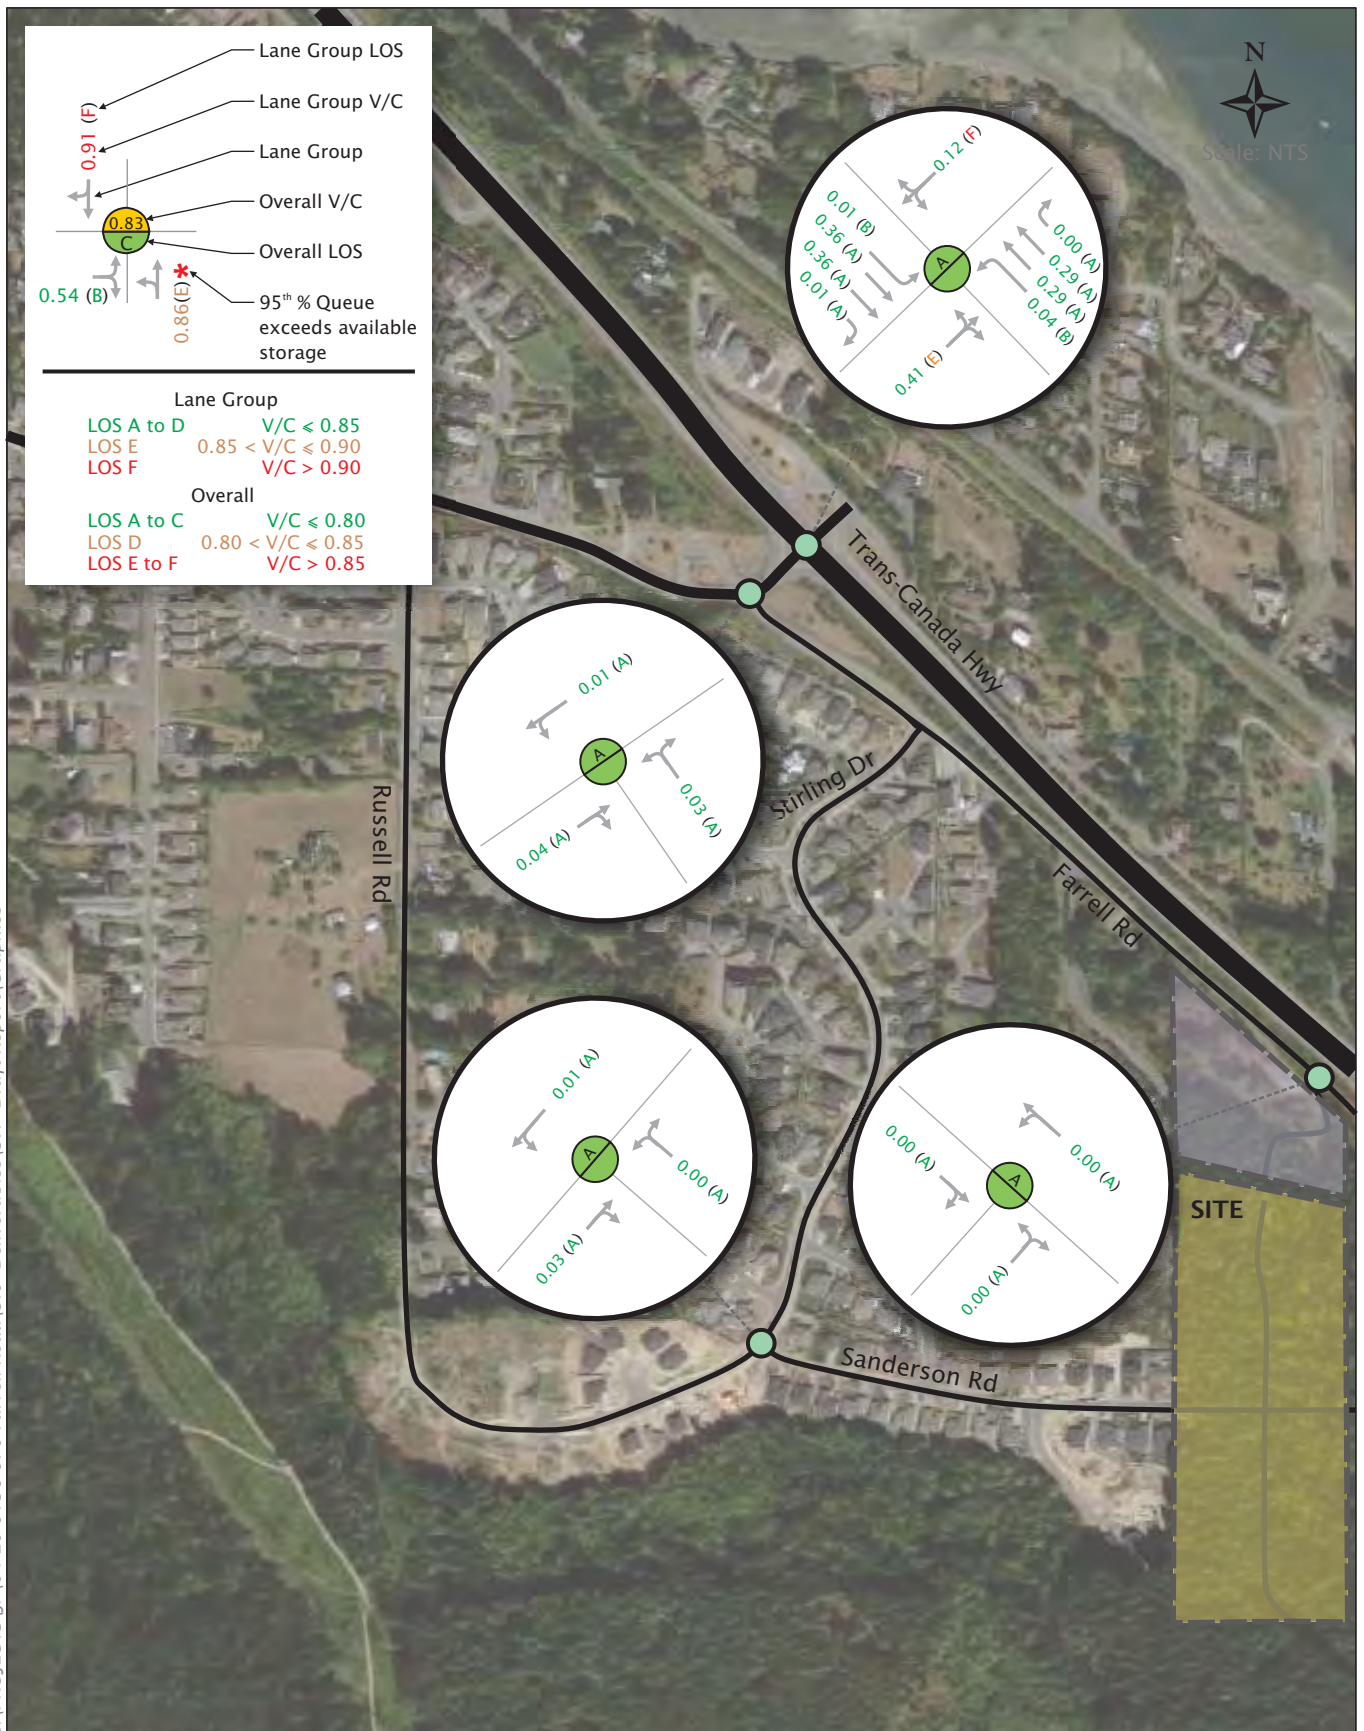 Lane Group LOS
Lane Group V/C
Lane Group
Overall V/C
Overall LOS
95th % Queue
exceeds available
storage
0.91 (F)
0.83
C
0.54 (B)
0.86(E) *
Lane Group
LOS A to D V/C ⩽ 0.85
LOS E 0.85 < V/C ⩽ 0.90
LOS F V/C > 0.90
Overall
LOS A to C V/C ⩽ 0.80
LOS D 0.80 < V/C ⩽ 0.85
LOS E to F V/C > 0.85
N
Scale: NTS
0.12 (F)
0.01 (B)
0.36 (A)
0.36 (A)
0.01 (A)
A
0.00 (A)
0.29 (A)
0.29 (A)
0.04 (B)
0.41 (E)
Trans-Canada Hwy
0.01 (A)
A
0.03 (A)
0.04 (A)
Stirling Dr
Russell Rd
Farrell Rd
0.01 (A)
A
0.00 (A)
0.03 (A)
0.00 (A)
0.00 (A)
A
0.00 (A)
SITE
Sanderson Rd